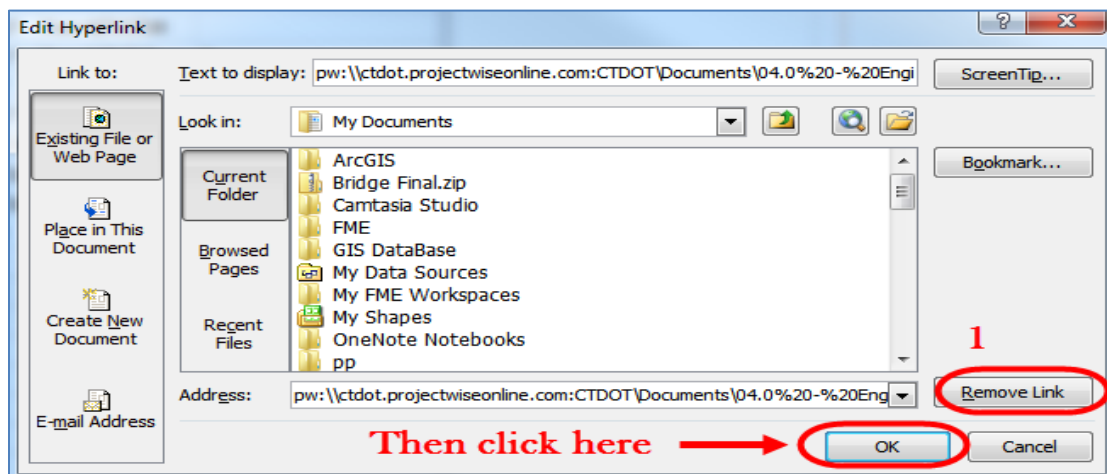 Edit Hyperlink
Link to:
Text to display: pw:\\ctdot.projectwiseonline.com:CTDOT\Documents\04.0%20-%20Engi
ScreenTip...
Existing File or
Web Page
Look in: My Documents
Bookmark...
Place in This
Document
Create New
Document
E-mail Address
Current
Folder
Browsed
Pages
Recent
Files
ArcGIS
Bridge Final.zip
Camtasia Studio
FME
GIS DataBase
My Data Sources
My FME Workspaces
My Shapes
OneNote Notebooks
pp
1
Address: pw:\\ctdot.projectwiseonline.com:CTDOT\Documents\04.0%20-%20Eng
Remove Link
Then click here
OK
Cancel